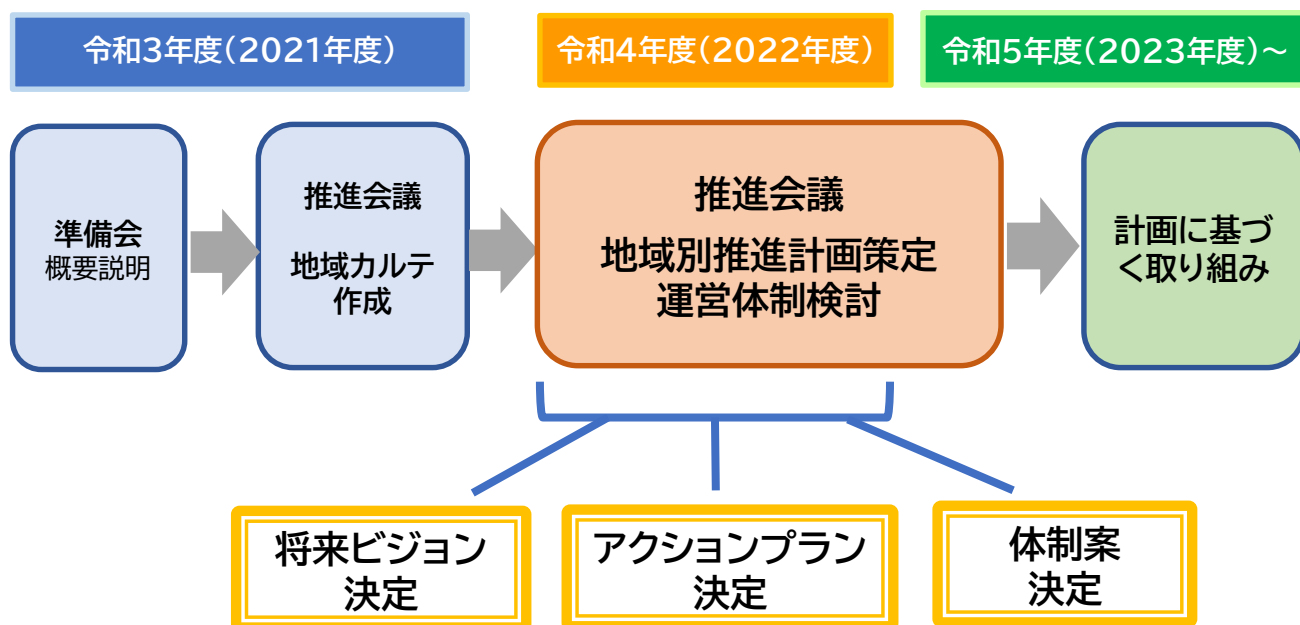 令和3年度(2021年度)
令和4年度(2022年度)
令和5年度(2023年度)～
準備会
概要説明
推進会議
地域カルテ
作成
推進会議
地域別推進計画策定
運営体制検討
計画に基づ
く取り組み
将来ビジョン
決定
アクションプラン
決定
体制案
決定